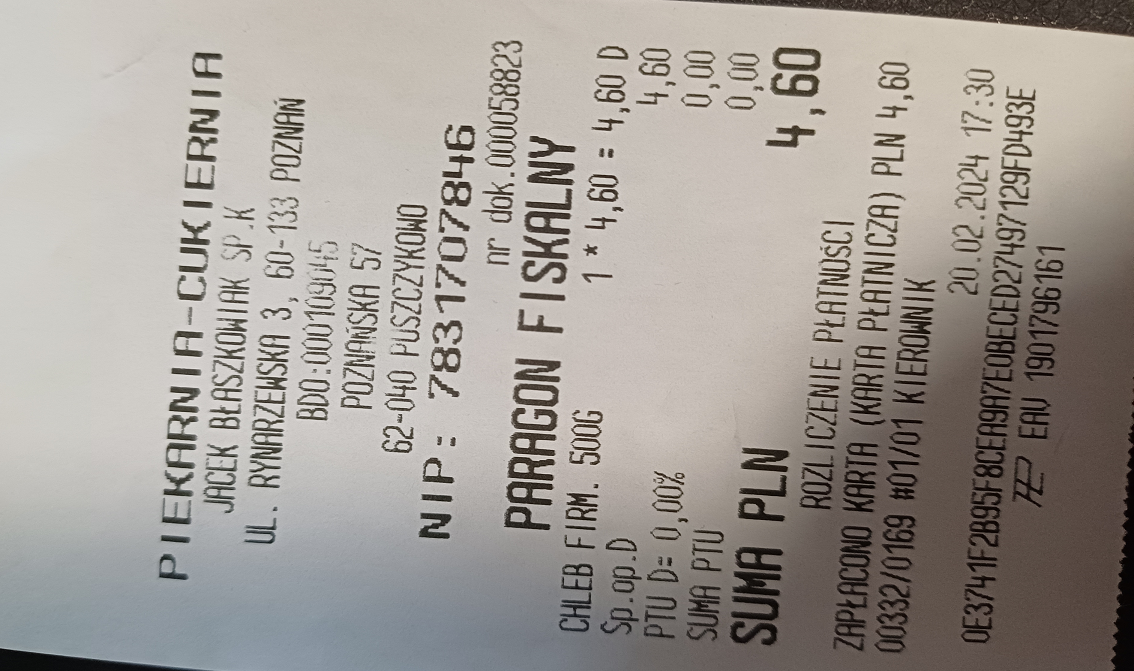 PIEKARNIA-CUKIERNIA
JACEK BŁASZKOWIAK SP.K
UL. RYNARZEWSKA 3, 60-133 POZNAŃ
BDO:000109045
POZNAŃSKA 57
62-040 PUSZCZYKOWO
NIP: 7831707846
nr dok.0000058823
PARAGON FISKALNY
CHLEB FIRM. 500G 1 * 4,60 = 4,60 D
Sp.op.D 4,60
PTU D= 0,00% 0,00
SUMA PTU 0,00
SUMA PLN 4,60
ROZLICZENIE PŁATNOŚCI
ZAPŁACONO KARTA (KARTA PŁATNICZA) PLN 4,60
00332/0169 #01/01 KIEROWNIK
20.02.2024 17:30
0E3741F2B95F8CEA9A7E0BECED27497129FD493E
EAV 1901796161